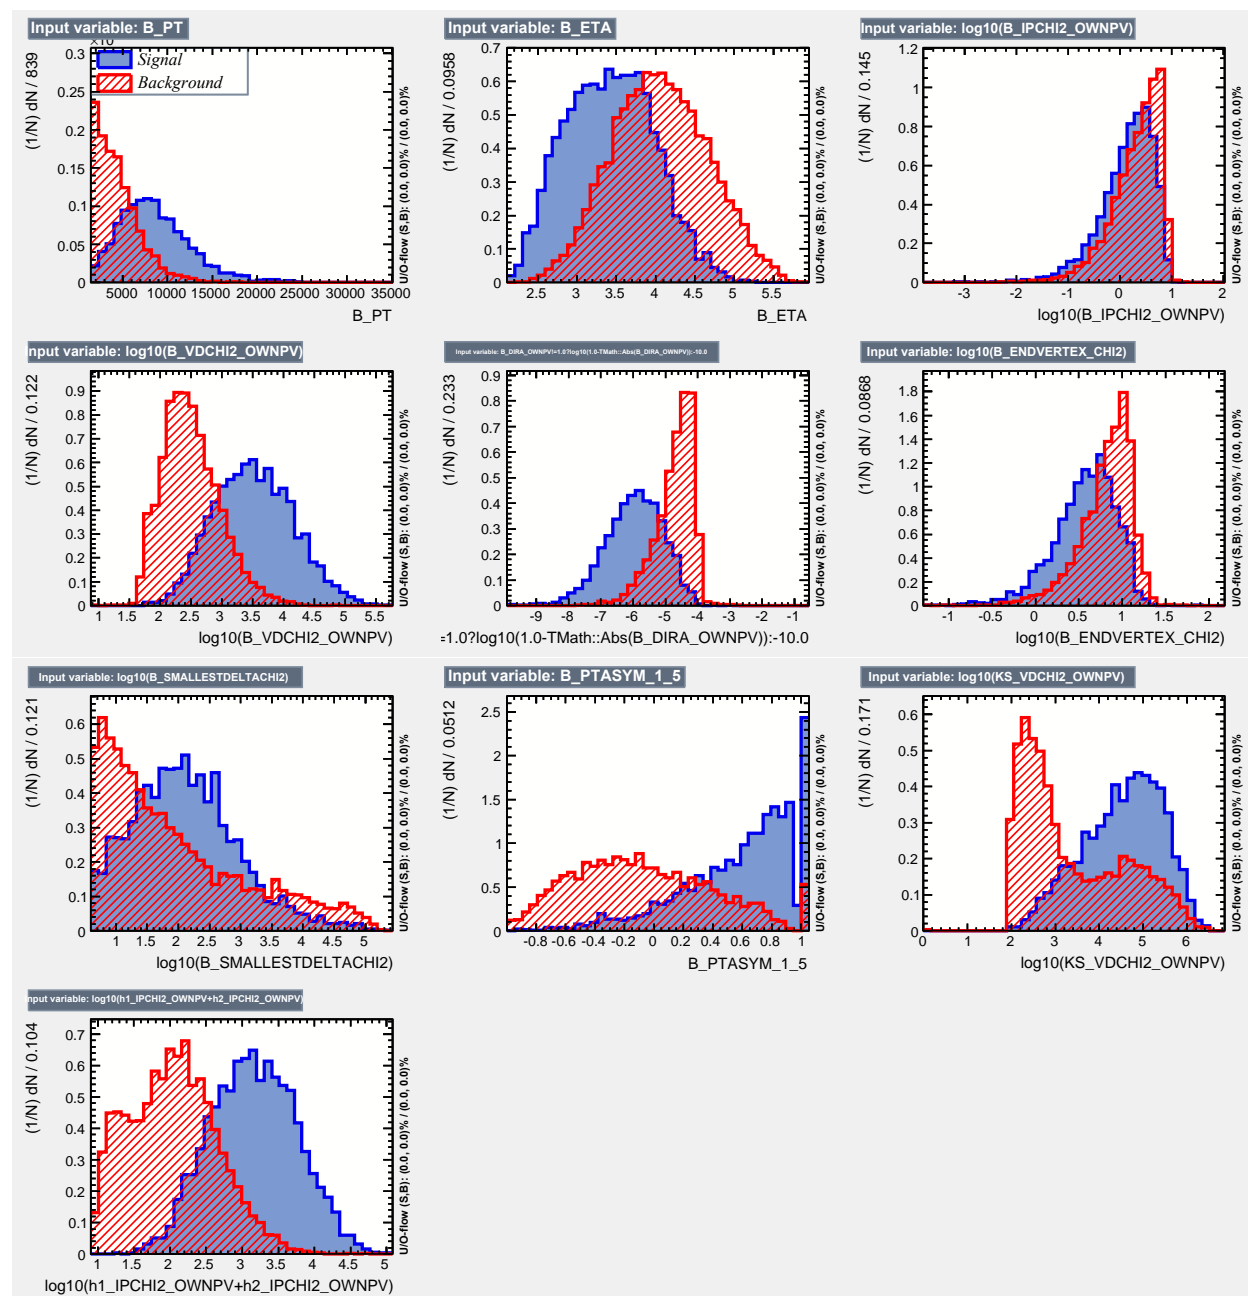 Input variable: B_PT
×10
(1/N) dN / 839
0.3
0.25
0.2
0.15
0.1
0.05
0
Signal
Background
5000 10000 15000 20000 25000 30000 35000
B_PT
U/O-flow (S,B): (0.0, 0.0)% / (0.0, 0.0)%
Input variable: B_ETA
(1/N) dN / 0.0958
0.7
0.6
0.5
0.4
0.3
0.2
0.1
0
2.5 3 3.5 4 4.5 5 5.5
B_ETA
U/O-flow (S,B): (0.0, 0.0)% / (0.0, 0.0)%
Input variable: log10(B_IPCHI2_OWNPV)
(1/N) dN / 0.145
1.2
1
0.8
0.6
0.4
0.2
0
-3 -2 -1 0 1 2
log10(B_IPCHI2_OWNPV)
U/O-flow (S,B): (0.0, 0.0)% / (0.0, 0.0)%
nput variable: log10(B_VDCHI2_OWNPV)
(1/N) dN / 0.122
0.9
0.8
0.7
0.6
0.5
0.4
0.3
0.2
0.1
0
1 1.5 2 2.5 3 3.5 4 4.5 5 5.5
log10(B_VDCHI2_OWNPV)
U/O-flow (S,B): (0.0, 0.0)% / (0.0, 0.0)%
Input variable: B_DIRA_OWNPV!=1.0?log10(1.0-TMath::Abs(B_DIRA_OWNPV)):-10.0
(1/N) dN / 0.233
0.9
0.8
0.7
0.6
0.5
0.4
0.3
0.2
0.1
0
-9 -8 -7 -6 -5 -4 -3 -2 -1
=1.0?log10(1.0-TMath::Abs(B_DIRA_OWNPV)):-10.0
U/O-flow (S,B): (0.0, 0.0)% / (0.0, 0.0)%
Input variable: log10(B_ENDVERTEX_CHI2)
(1/N) dN / 0.0868
1.8
1.6
1.4
1.2
1
0.8
0.6
0.4
0.2
0
-1 -0.5 0 0.5 1 1.5 2
log10(B_ENDVERTEX_CHI2)
U/O-flow (S,B): (0.0, 0.0)% / (0.0, 0.0)%
Input variable: log10(B_SMALLESTDELTACHI2)
(1/N) dN / 0.121
0.6
0.5
0.4
0.3
0.2
0.1
0
1 1.5 2 2.5 3 3.5 4 4.5 5
log10(B_SMALLESTDELTACHI2)
U/O-flow (S,B): (0.0, 0.0)% / (0.0, 0.0)%
Input variable: B_PTASYM_1_5
(1/N) dN / 0.0512
2.5
2
1.5
1
0.5
0
-0.8 -0.6 -0.4 -0.2 0 0.2 0.4 0.6 0.8 1
B_PTASYM_1_5
U/O-flow (S,B): (0.0, 0.0)% / (0.0, 0.0)%
Input variable: log10(KS_VDCHI2_OWNPV)
(1/N) dN / 0.171
0.6
0.5
0.4
0.3
0.2
0.1
0
0 1 2 3 4 5 6
log10(KS_VDCHI2_OWNPV)
U/O-flow (S,B): (0.0, 0.0)% / (0.0, 0.0)%
nput variable: log10(h1_IPCHI2_OWNPV+h2_IPCHI2_OWNPV)
(1/N) dN / 0.104
0.7
0.6
0.5
0.4
0.3
0.2
0.1
0
1 1.5 2 2.5 3 3.5 4 4.5 5
log10(h1_IPCHI2_OWNPV+h2_IPCHI2_OWNPV)
U/O-flow (S,B): (0.0, 0.0)% / (0.0, 0.0)%